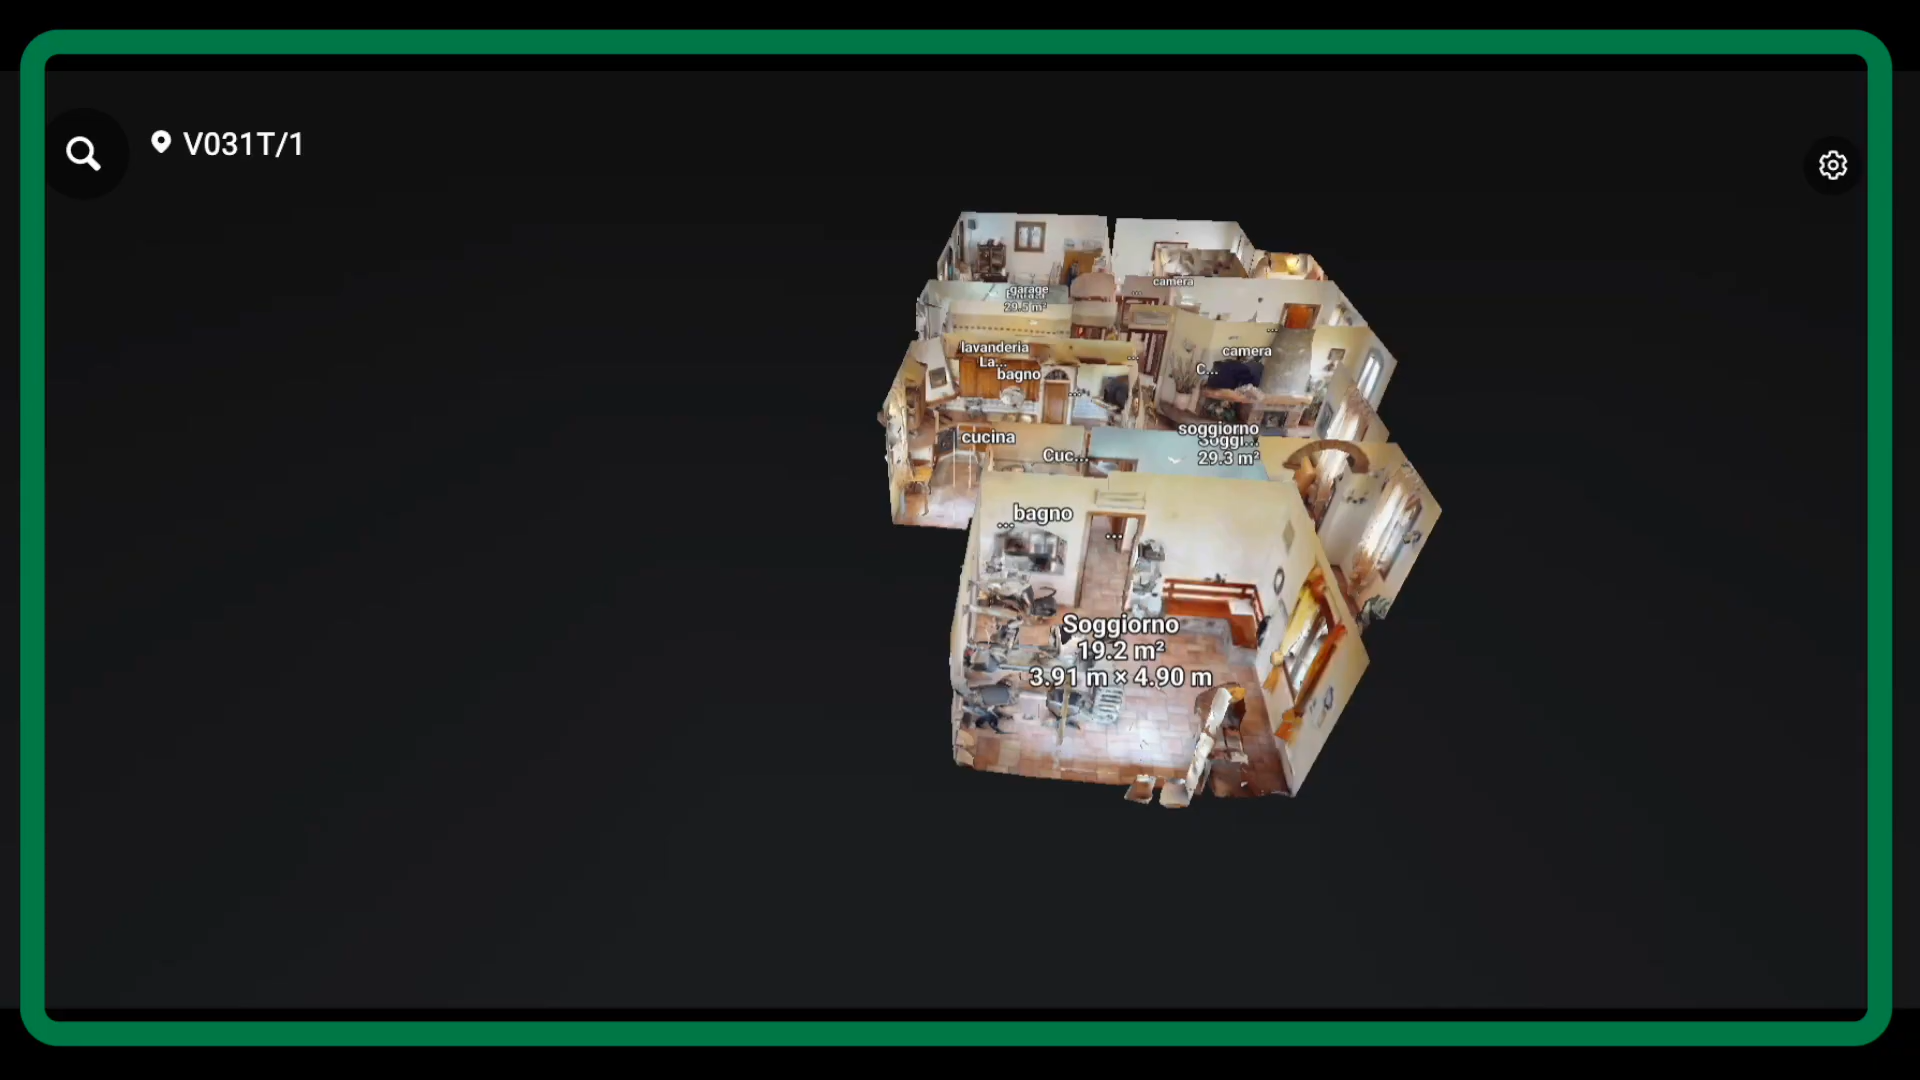 V031T/1
camera
...
garage
29.5 m²
...
lavanderia
La...
bagno
...
camera
C...
...
cucina
Cuc...
soggiorno
Soggi...
29.3 m²
...bagno
...
Soggiorno
19.2 m²
3.91 m × 4.90 m